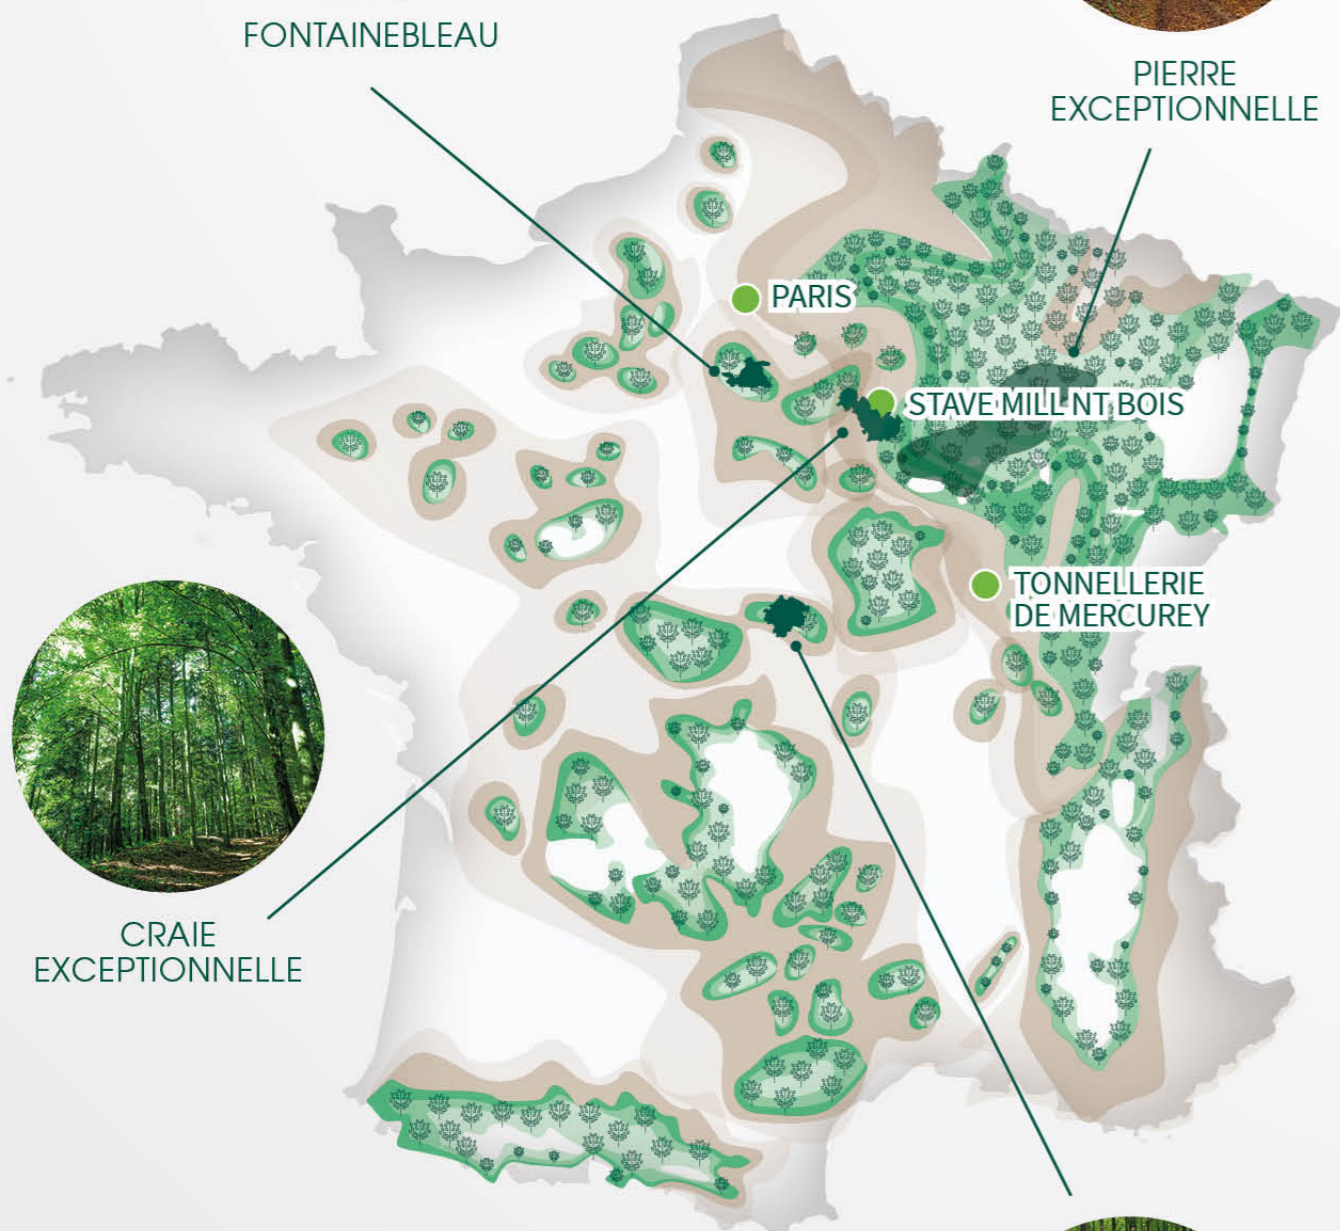 FONTAINEBLEAU
PIERRE
EXCEPTIONNELLE
PARIS
STAVE MILL NT BOIS
TONNELLERIE
DE MERCUREY
CRAIE
EXCEPTIONNELLE